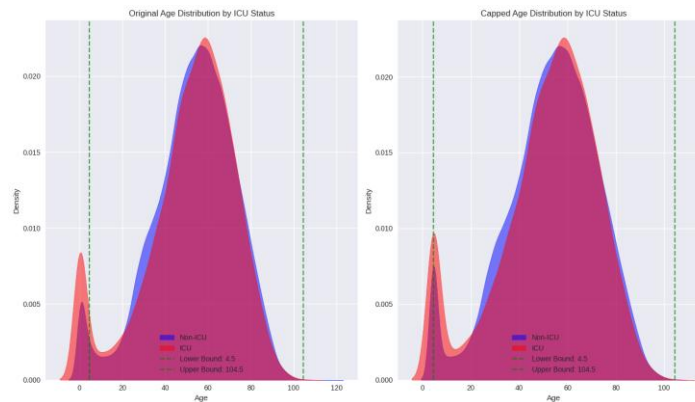 Original Age Distribution by ICU Status
0.020
0.015
0.010
0.005
0.000
Density
0
20
40
60
80
100
120
Age
Non-ICU
ICU
Lower Bound: 4.5
Upper Bound: 104.5
Capped Age Distribution by ICU Status
0.020
0.015
0.010
0.005
0.000
Density
0
20
40
60
80
100
Age
Non-ICU
ICU
Lower Bound: 4.5
Upper Bound: 104.5